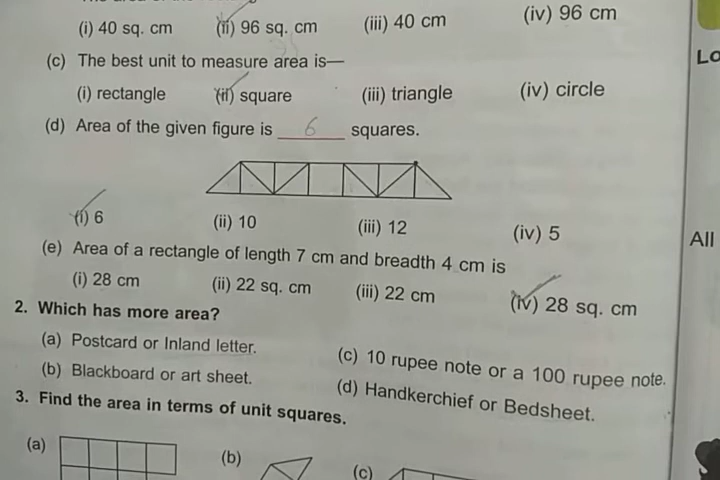 (i) 40 sq. cm (ii) 96 sq. cm (iii) 40 cm (iv) 96 cm
(c) The best unit to measure area is—
(i) rectangle (ii) square (iii) triangle (iv) circle
(d) Area of the given figure is 6 squares.
(i) 6 (ii) 10 (iii) 12 (iv) 5
(e) Area of a rectangle of length 7 cm and breadth 4 cm is
(i) 28 cm (ii) 22 sq. cm (iii) 22 cm (iv) 28 sq. cm
2. Which has more area?
(a) Postcard or Inland letter. (c) 10 rupee note or a 100 rupee note.
(b) Blackboard or art sheet. (d) Handkerchief or Bedsheet.
3. Find the area in terms of unit squares.
(a) (b) (c)
Lo
All